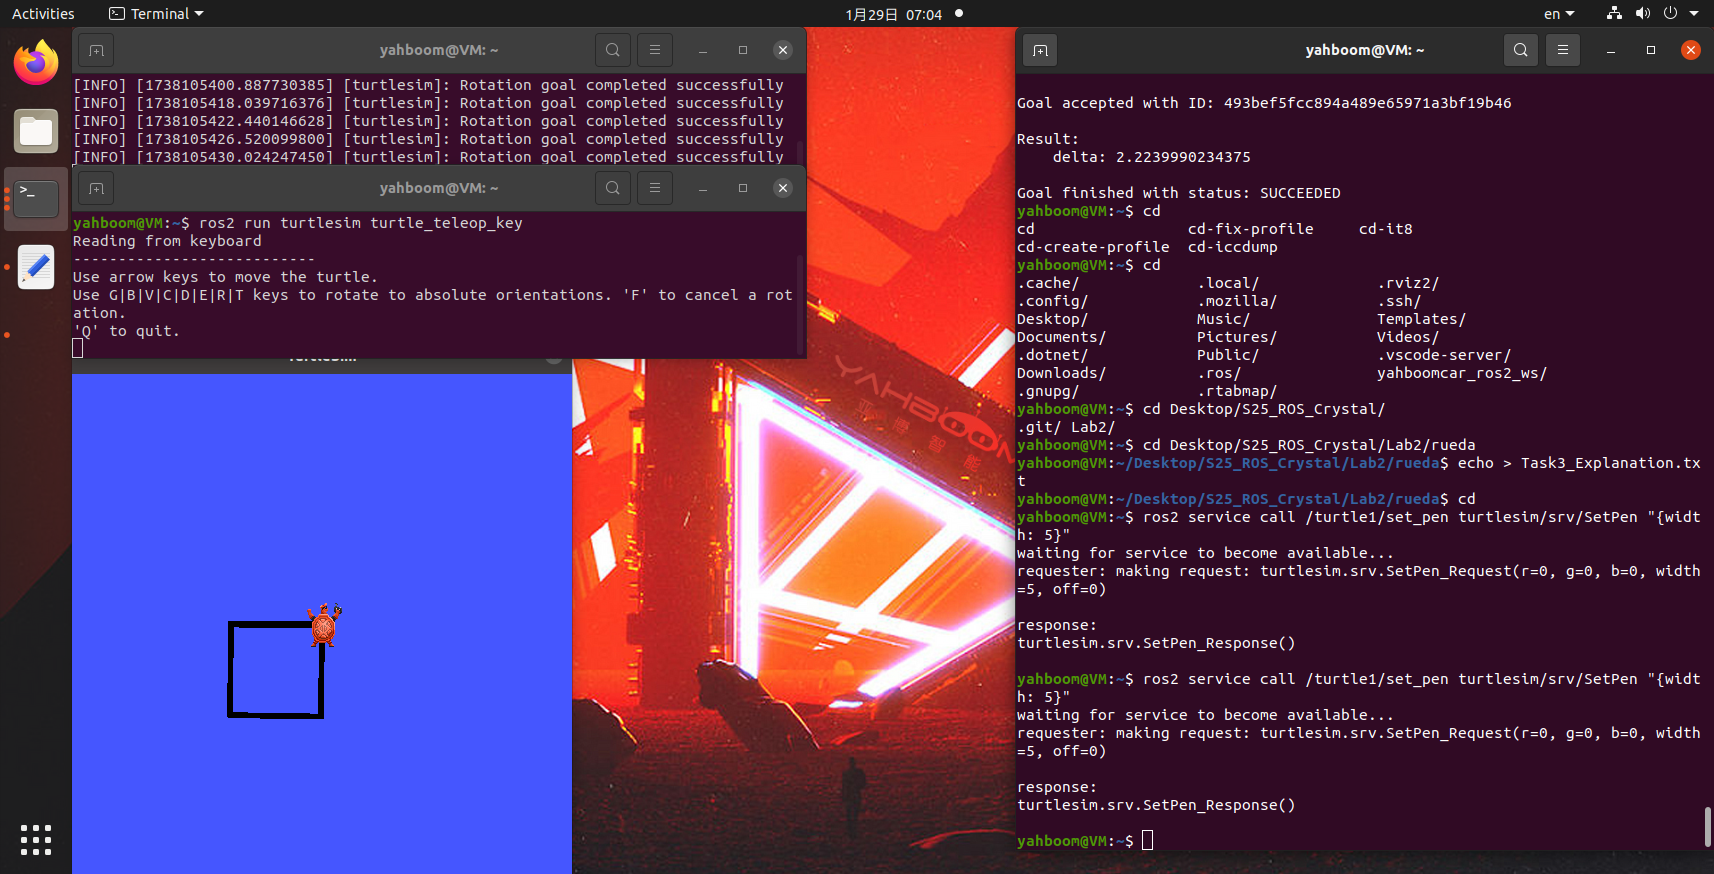 Activities Terminal 1月29日 07:04 en
yahboom@VM: ~
[INFO] [1738105400.887730385] [turtlesim]: Rotation goal completed successfully
[INFO] [1738105418.039716376] [turtlesim]: Rotation goal completed successfully
[INFO] [1738105422.440146628] [turtlesim]: Rotation goal completed successfully
[INFO] [1738105426.520099800] [turtlesim]: Rotation goal completed successfully
[INFO] [1738105430.024247450] [turtlesim]: Rotation goal completed successfully
yahboom@VM: ~
yahboom@VM:~$ ros2 run turtlesim turtle_teleop_key
Reading from keyboard
---------------------------
Use arrow keys to move the turtle.
Use G|B|V|C|D|E|R|T keys to rotate to absolute orientations. 'F' to cancel a rot
ation.
'Q' to quit.
TurtleSim
YAHBOOM
亚博智能
yahboom@VM: ~
Goal accepted with ID: 493bef5fcc894a489e65971a3bf19b46
Result:
    delta: 2.2239990234375
Goal finished with status: SUCCEEDED
yahboom@VM:~$ cd
cd                 cd-fix-profile     cd-it8
cd-create-profile  cd-iccdump
yahboom@VM:~$ cd
.cache/             .local/             .rviz2/
.config/            .mozilla/           .ssh/
Desktop/            Music/              Templates/
Documents/          Pictures/           Videos/
.dotnet/            Public/             .vscode-server/
Downloads/          .ros/               yahboomcar_ros2_ws/
.gnupg/             .rtabmap/
yahboom@VM:~$ cd Desktop/S25_ROS_Crystal/
.git/ Lab2/
yahboom@VM:~$ cd Desktop/S25_ROS_Crystal/Lab2/rueda
yahboom@VM:~/Desktop/S25_ROS_Crystal/Lab2/rueda$ echo > Task3_Explanation.tx
t
yahboom@VM:~/Desktop/S25_ROS_Crystal/Lab2/rueda$ cd
yahboom@VM:~$ ros2 service call /turtle1/set_pen turtlesim/srv/SetPen "{widt
h: 5}"
waiting for service to become available...
requester: making request: turtlesim.srv.SetPen_Request(r=0, g=0, b=0, width
=5, off=0)
response:
turtlesim.srv.SetPen_Response()
yahboom@VM:~$ ros2 service call /turtle1/set_pen turtlesim/srv/SetPen "{widt
h: 5}"
waiting for service to become available...
requester: making request: turtlesim.srv.SetPen_Request(r=0, g=0, b=0, width
=5, off=0)
response:
turtlesim.srv.SetPen_Response()
yahboom@VM:~$